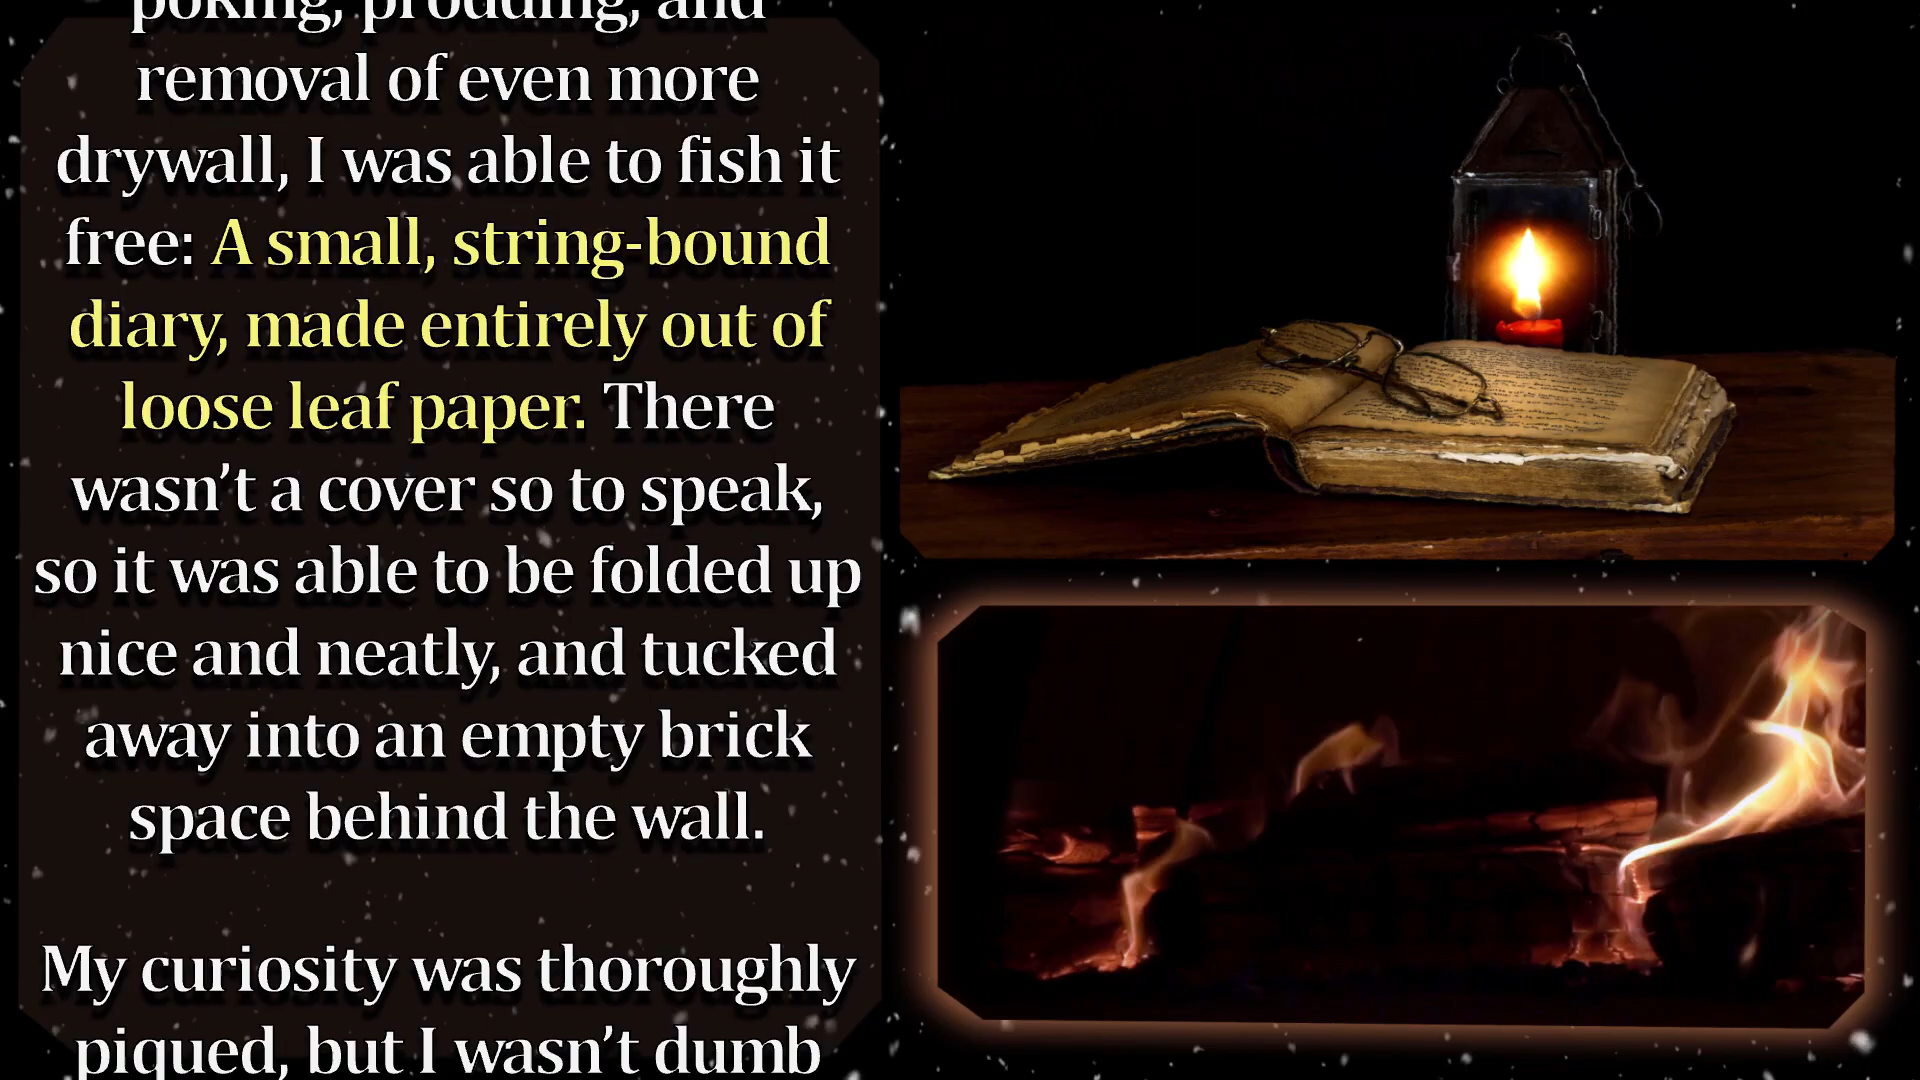 poking, prodding, and
removal of even more
drywall, I was able to fish it
free: A small, string-bound
diary, made entirely out of
loose leaf paper. There
wasn’t a cover so to speak,
so it was able to be folded up
nice and neatly, and tucked
away into an empty brick
space behind the wall.
My curiosity was thoroughly
piqued, but I wasn’t dumb